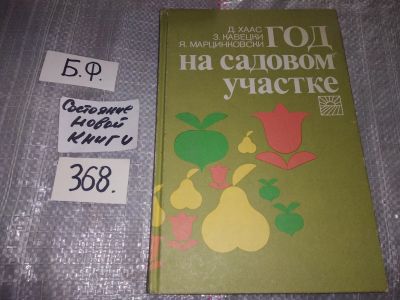 Б.Ф.
Состояние
новой
книги
368.
Д. ХААС
З. КАВЕЦКИ
Я. МАРЦИНКОВСКИ
ГОД
НА САДОВОМ
УЧАСТКЕ